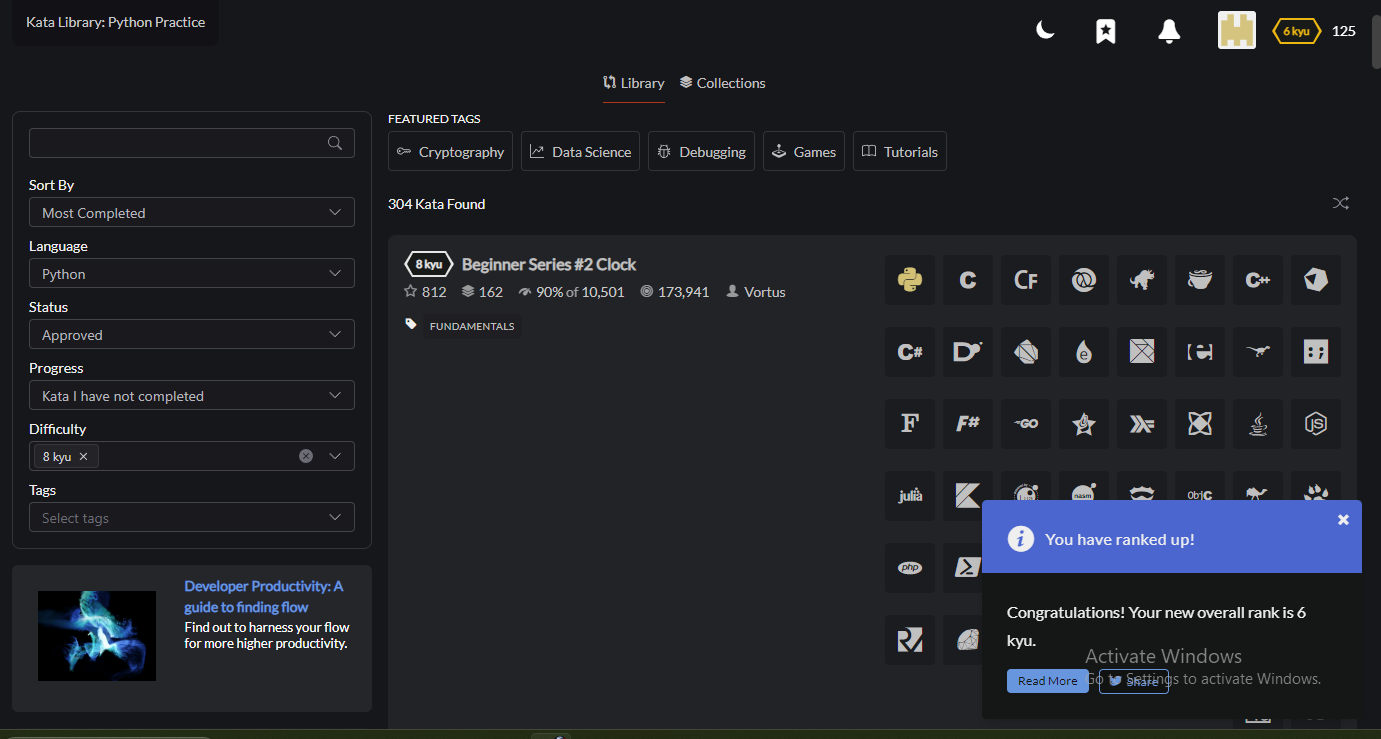 Kata Library: Python Practice
6 kyu
125
Library
Collections
FEATURED TAGS
Cryptography
Data Science
Debugging
Games
Tutorials
Sort By
Most Completed
Language
Python
Status
Approved
Progress
Kata I have not completed
Difficulty
8 kyu ×
Tags
Select tags
Developer Productivity: A
guide to finding flow
Find out to harness your flow
for more higher productivity.
304 Kata Found
8 kyu
Beginner Series #2 Clock
812
162
90% of 10,501
173,941
Vortus
FUNDAMENTALS
C
CF
C++
C#
D
e
F
F#
GO
JS
julia
nasm
ObjC
php
You have ranked up!
Congratulations! Your new overall rank is 6
kyu.
Read More
Share
Activate Windows
Go to Settings to activate Windows.